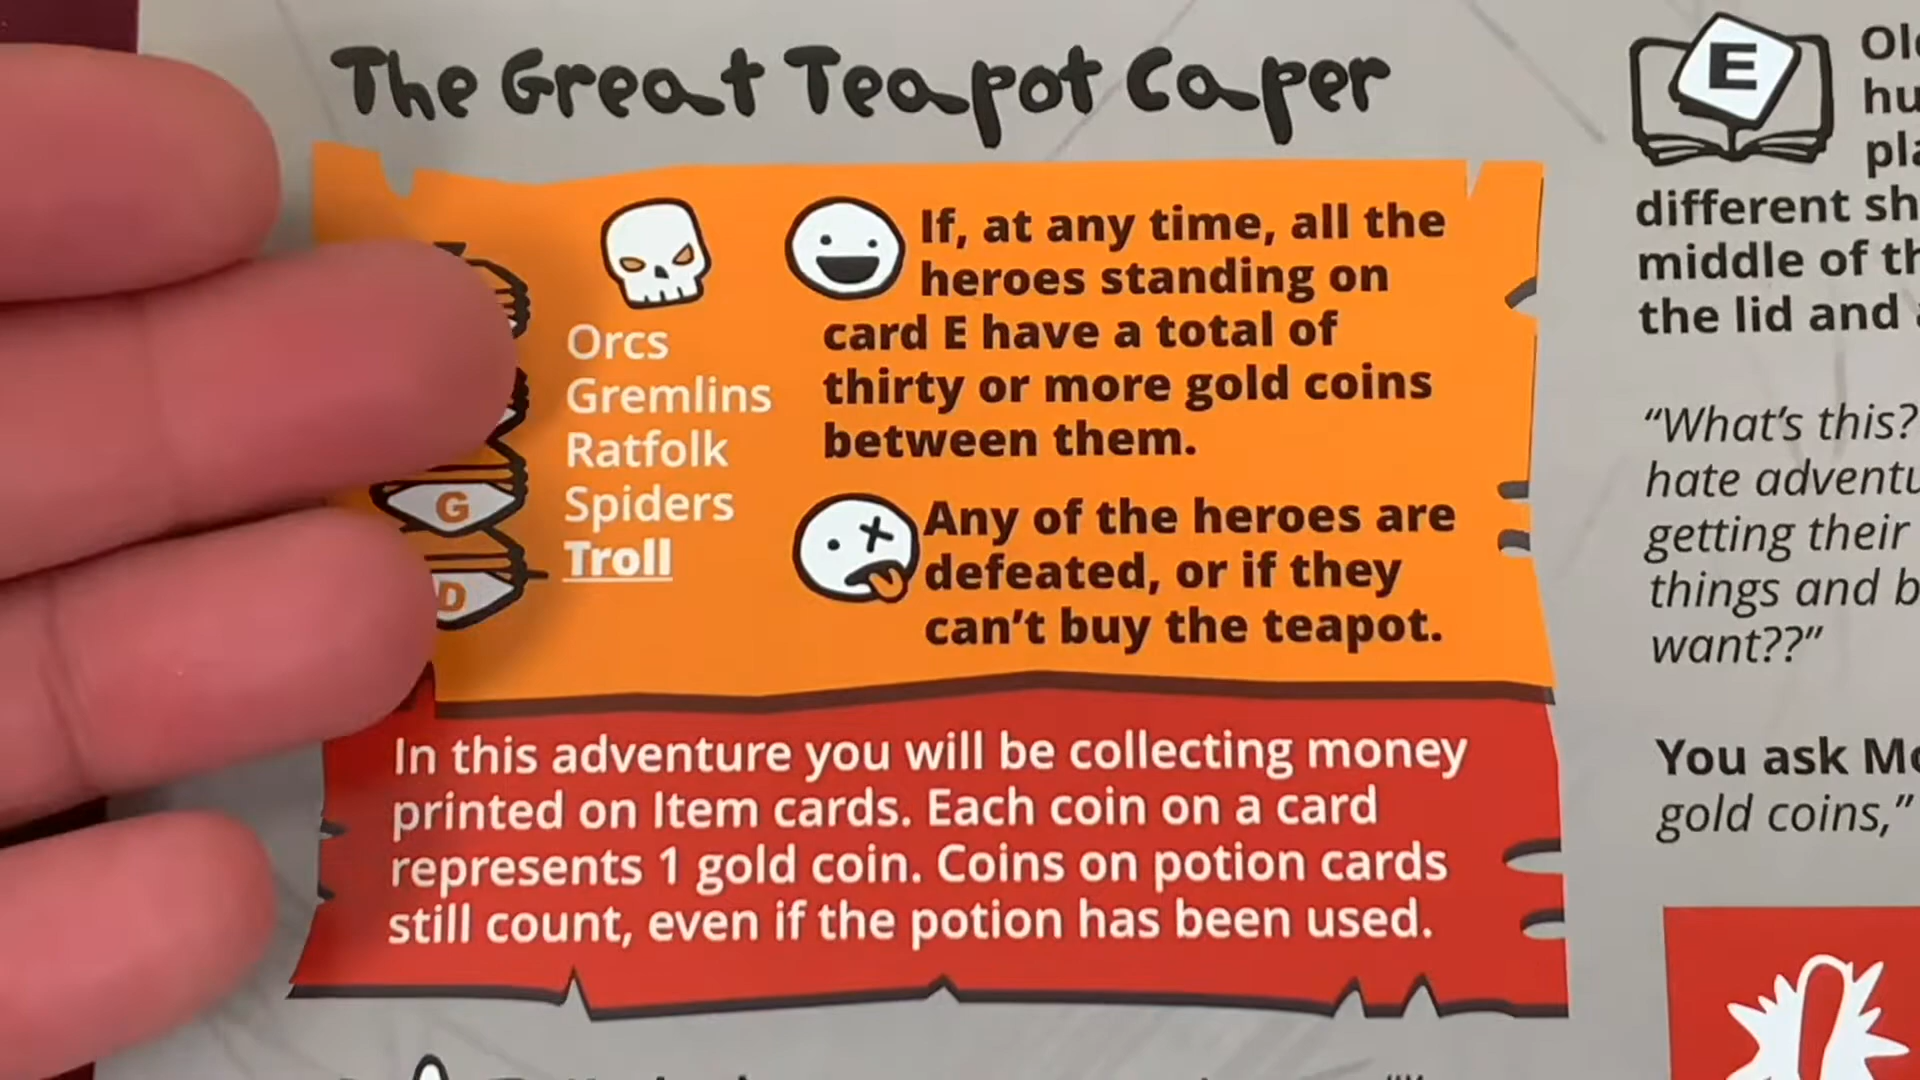 The Great Teapot Caper
G
D
Orcs
Gremlins
Ratfolk
Spiders
Troll
If, at any time, all the
heroes standing on
card E have a total of
thirty or more gold coins
between them.
Any of the heroes are
defeated, or if they
can't buy the teapot.
In this adventure you will be collecting money
printed on Item cards. Each coin on a card
represents 1 gold coin. Coins on potion cards
still count, even if the potion has been used.
E
different
middle of
the lid and
“What's this?
hate
getting their
things and
want??”
You ask
gold coins,”